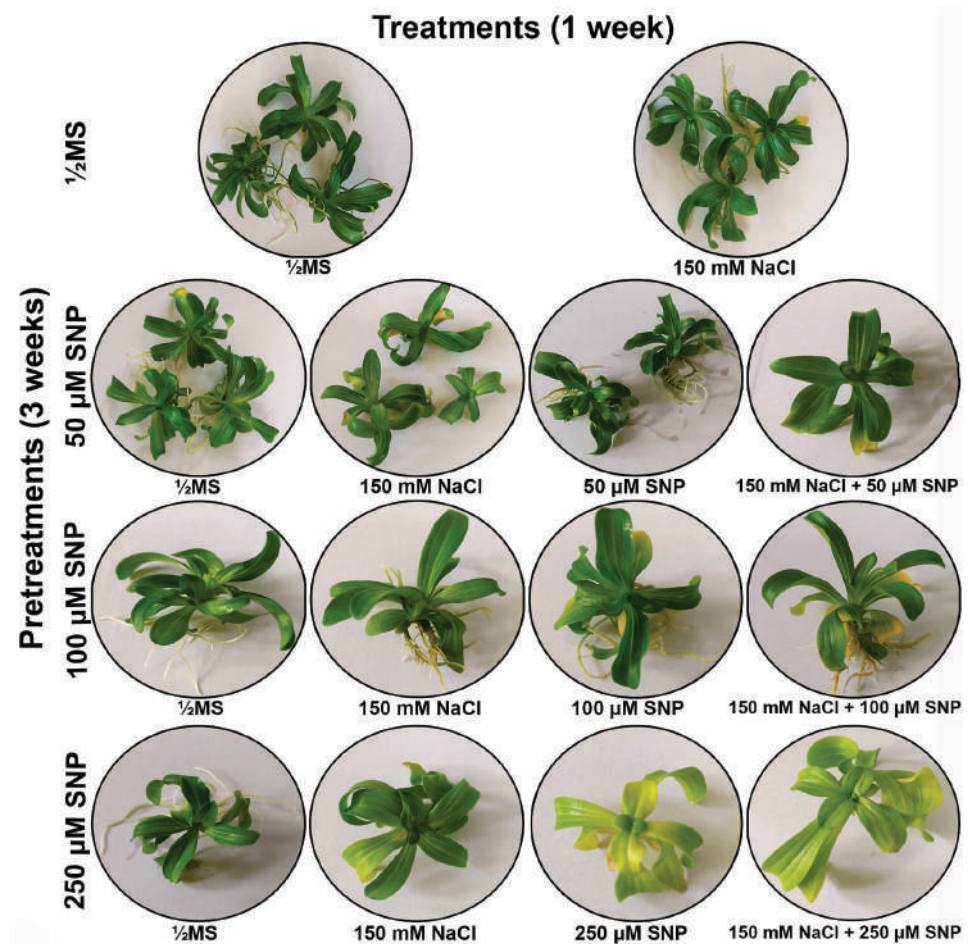 Treatments (1 week)
Pretreatments (3 weeks)
½MS
½MS
150 mM NaCl
50 µM SNP
½MS
150 mM NaCl
50 µM SNP
150 mM NaCl + 50 µM SNP
100 µM SNP
½MS
150 mM NaCl
100 µM SNP
150 mM NaCl + 100 µM SNP
250 µM SNP
½MS
150 mM NaCl
250 µM SNP
150 mM NaCl + 250 µM SNP